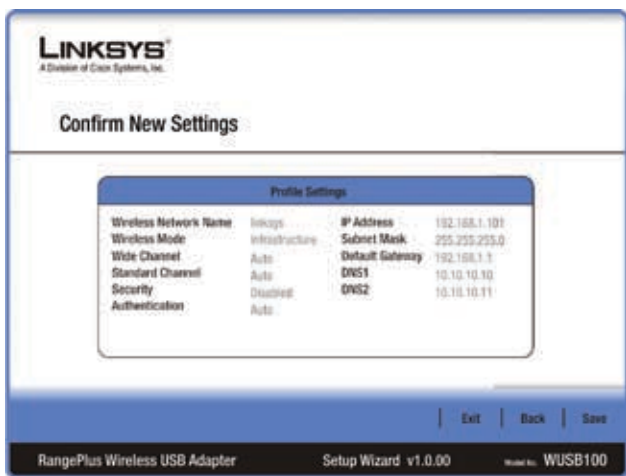 LINKSYS®
A Division of Cisco Systems, Inc.
Confirm New Settings
Profile Settings
Wireless Network Name linksys
Wireless Mode Infrastructure
Wide Channel Auto
Standard Channel Auto
Security Disabled
Authentication Auto
IP Address 192.168.1.101
Subnet Mask 255.255.255.0
Default Gateway 192.168.1.1
DNS1 10.10.10.10
DNS2 10.10.10.11
Exit Back Save
RangePlus Wireless USB Adapter Setup Wizard v1.0.00 Model No. WUSB100